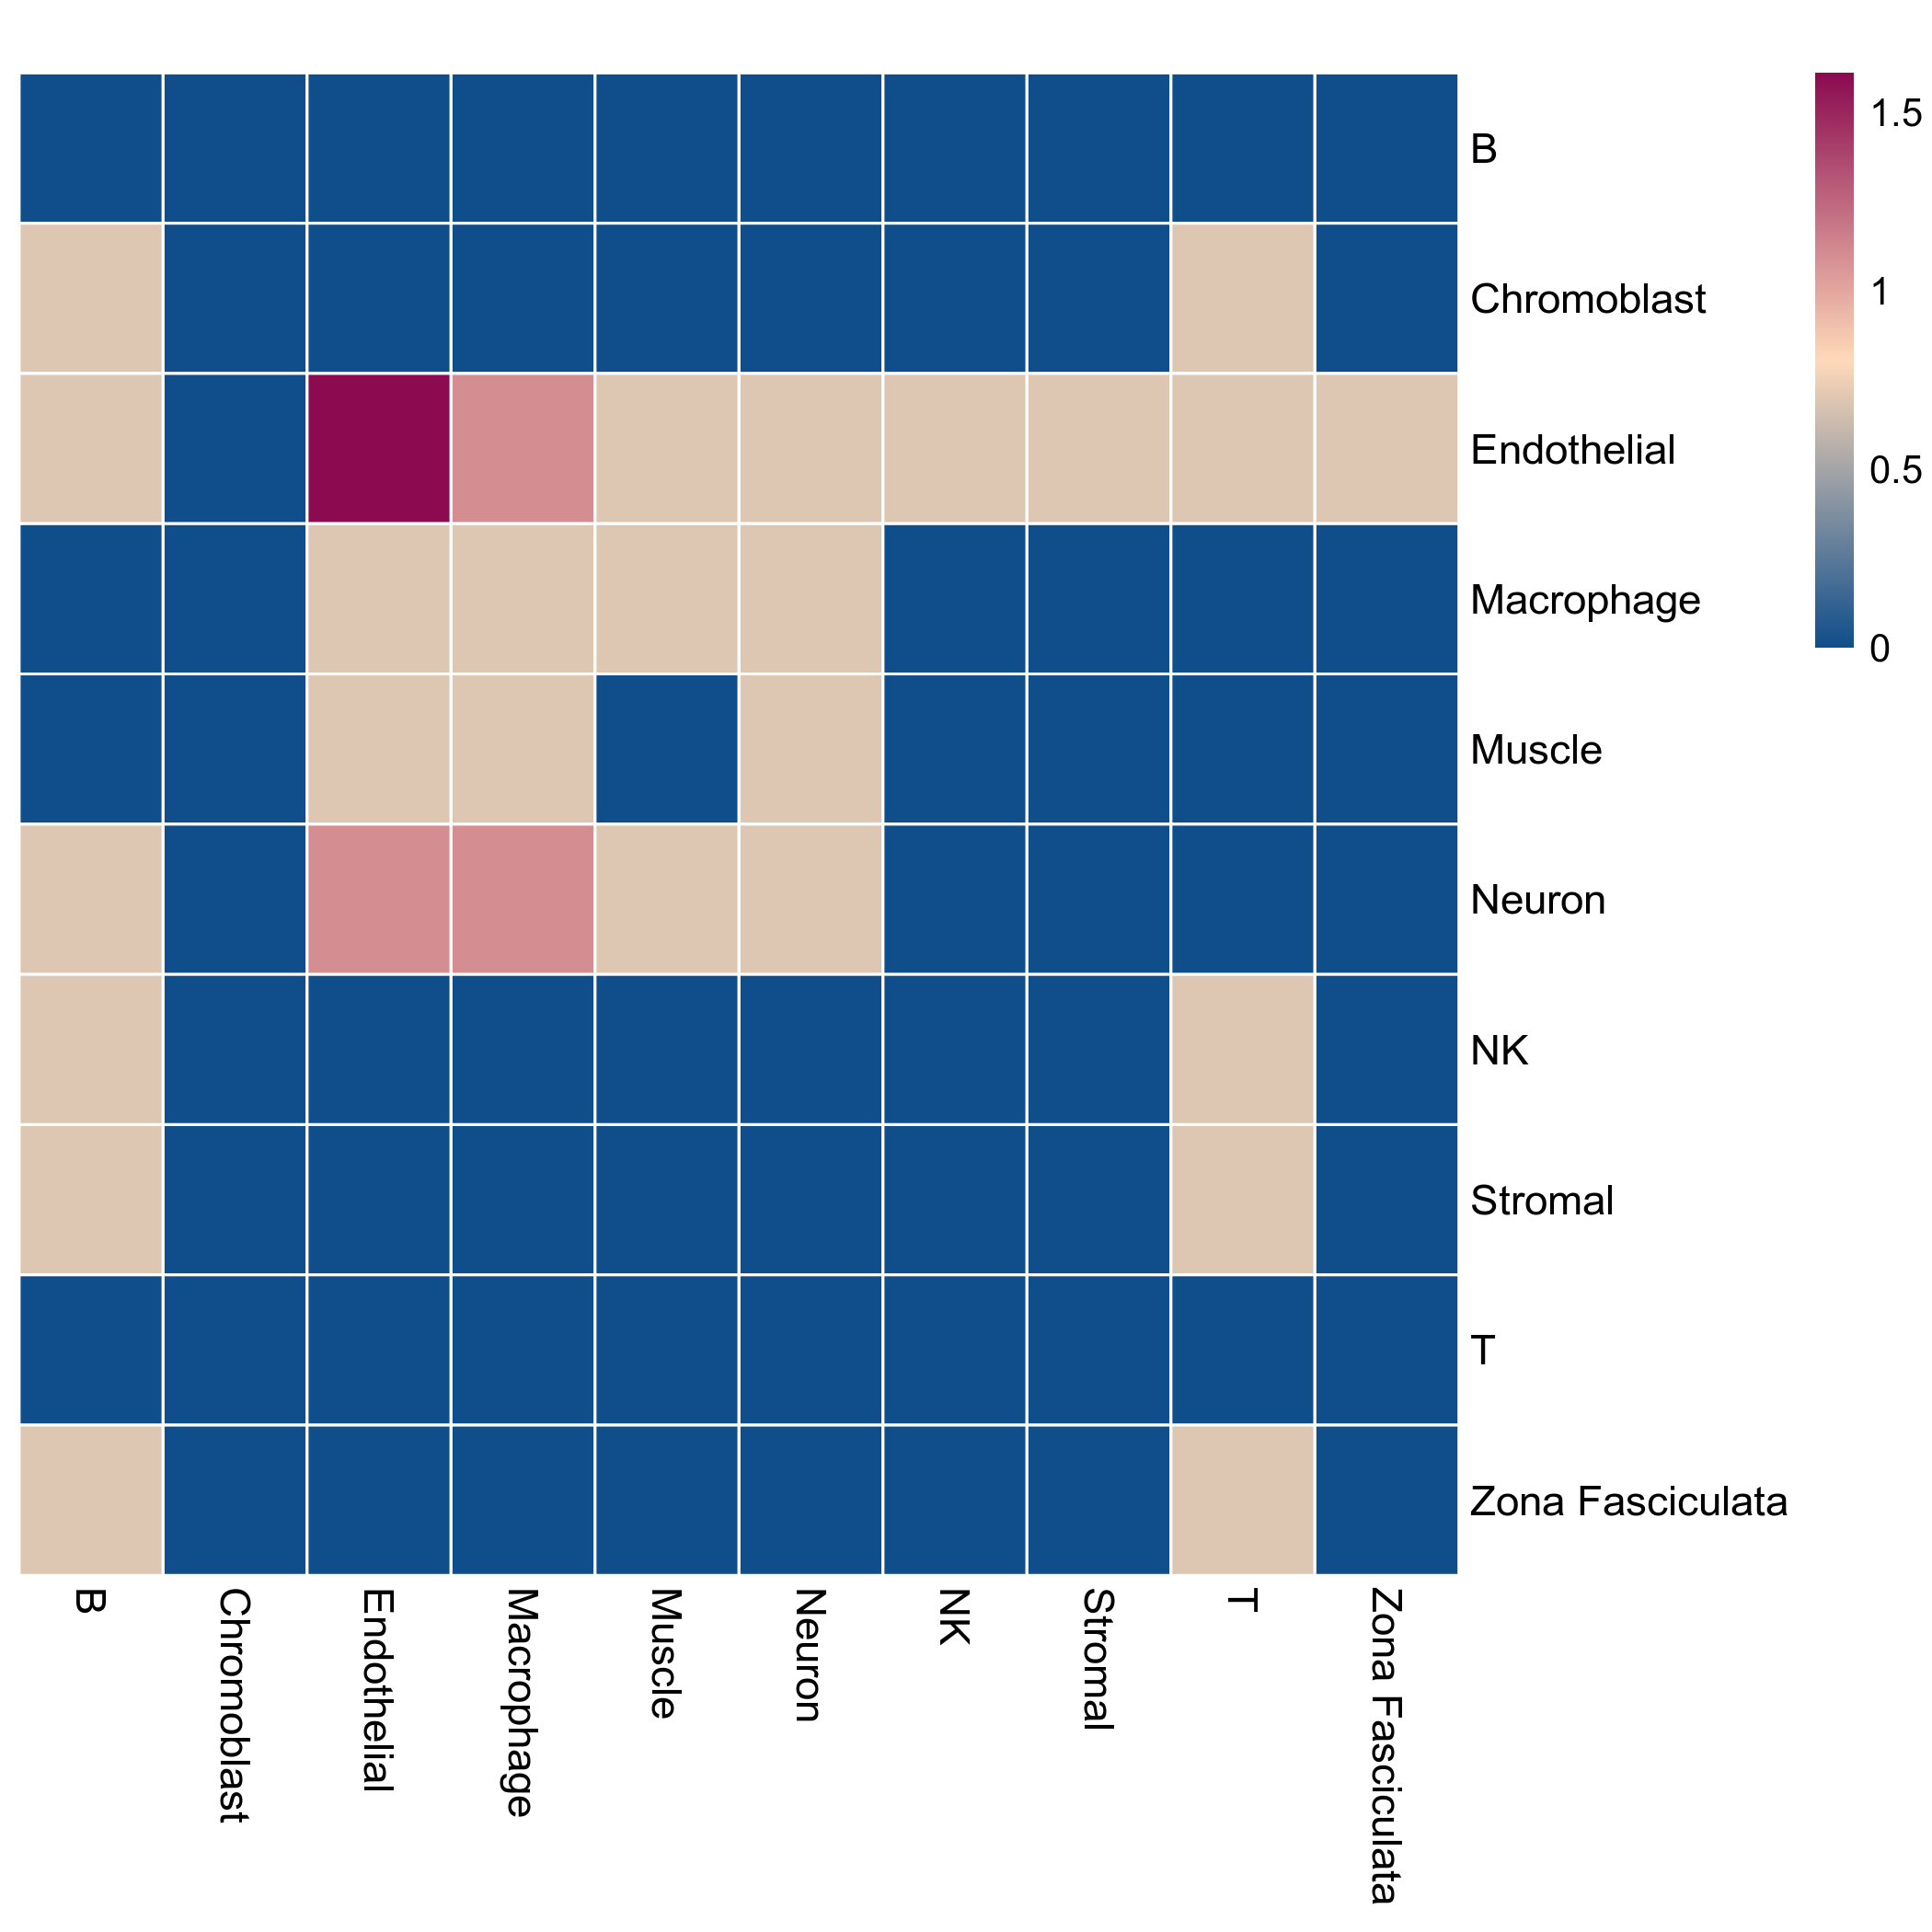 B
Chromoblast
Endothelial
Macrophage
Muscle
Neuron
NK
Stromal
T
Zona Fasciculata
1.5
1
0.5
0
B
Chromoblast
Endothelial
Macrophage
Muscle
Neuron
NK
Stromal
T
Zona Fasciculata